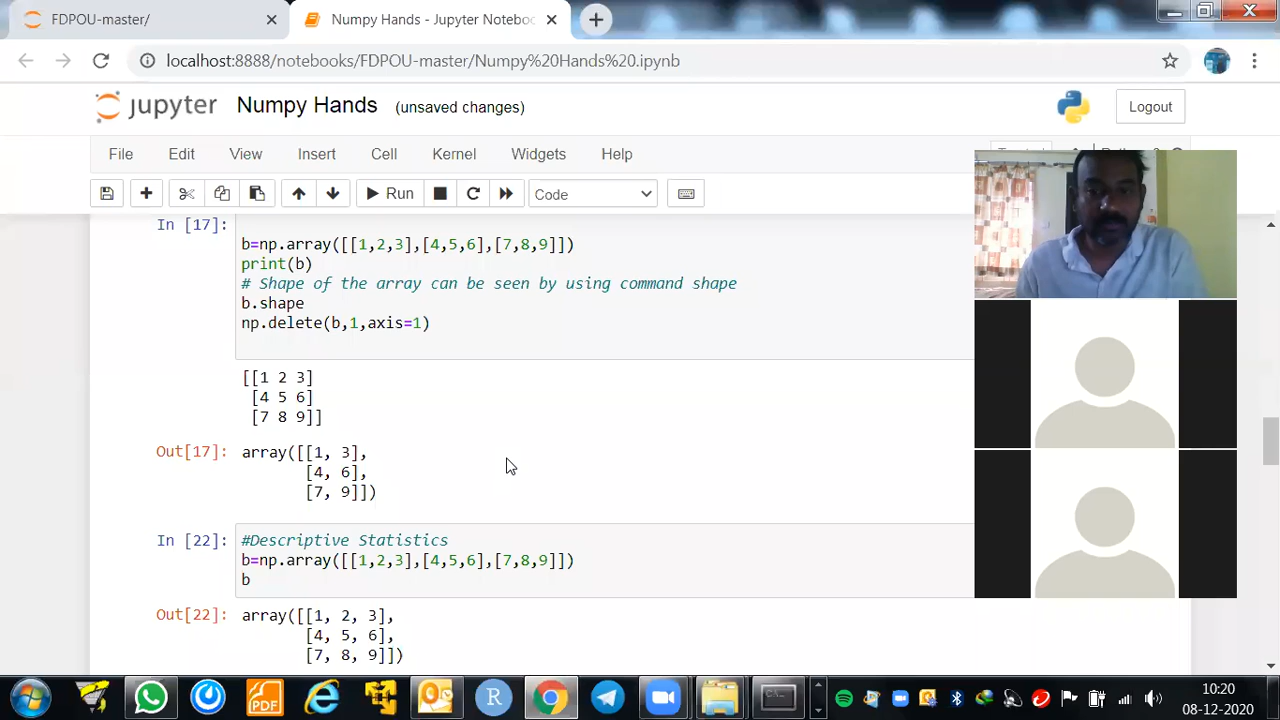 FDPOU-master/
Numpy Hands - Jupyter Notebo
localhost:8888/notebooks/FDPOU-master/Numpy%20Hands%20.ipynb
jupyter Numpy Hands (unsaved changes)
Logout
File Edit View Insert Cell Kernel Widgets Help
Run
Code
In [17]:
b=np.array([[1,2,3],[4,5,6],[7,8,9]])
print(b)
# Shape of the array can be seen by using command shape
b.shape
np.delete(b,1,axis=1)
[[1 2 3]
[4 5 6]
[7 8 9]]
Out[17]: array([[1, 3],
[4, 6],
[7, 9]])
In [22]: #Descriptive Statistics
b=np.array([[1,2,3],[4,5,6],[7,8,9]])
b
Out[22]: array([[1, 2, 3],
[4, 5, 6],
[7, 8, 9]])
PDF
R
10:20
08-12-2020